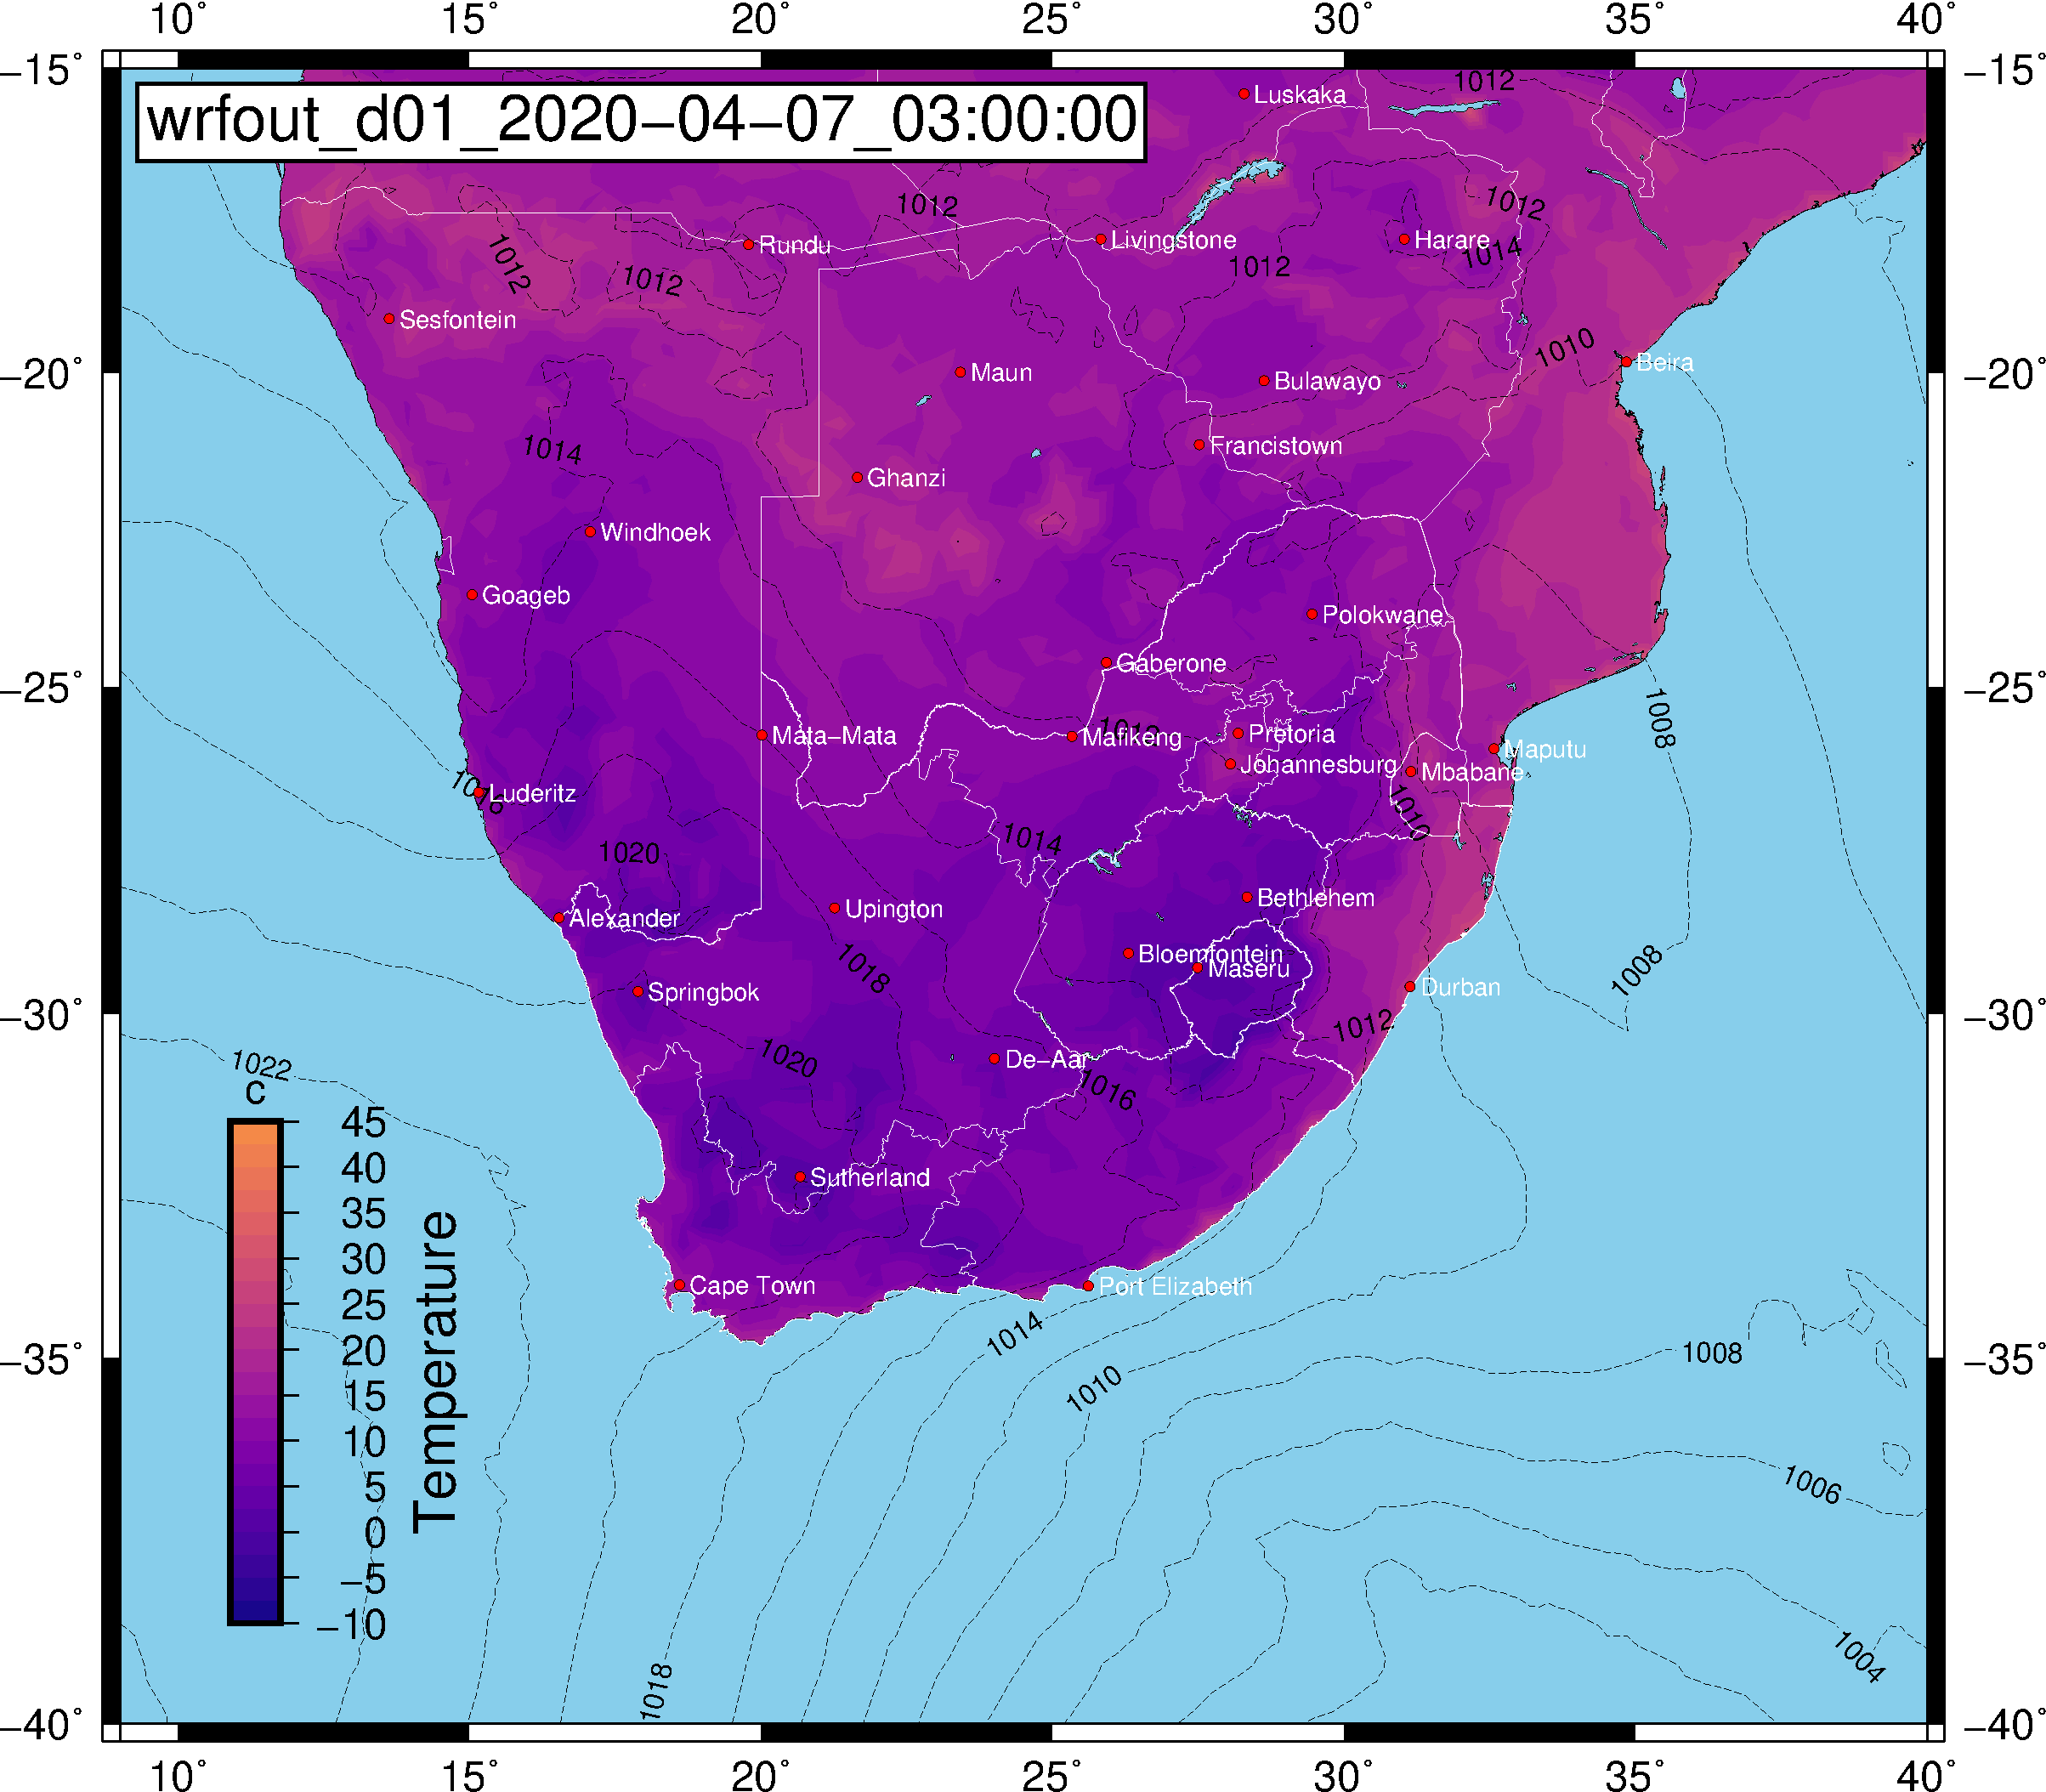 10° 15° 20° 25° 30° 35° 40°
−15° −15°
wrfout_d01_2020−04−07_03:00:00
1012
Luskaka
1012
1012
Rundu
Livingstone
Harare
1014
1012
1012
1012
Sesfontein
1010
Beira
−20° −20°
Maun
Bulawayo
1014
Francistown
Ghanzi
Windhoek
Goageb
Polokwane
Gaberone
−25° −25°
1008
1012
Mata−Mata
Mafikeng
Pretoria
Maputu
Johannesburg
Mbabane
1016
Luderitz
1010
1014
1020
Bethlehem
Alexander
Upington
Bloemfontein
Maseru
1018
1008
Springbok
Durban
−30° −30°
1012
1020
De−Aar
1022
1016
Sutherland
Cape Town
Port Elizabeth
1014
1008
−35° −35°
1010
1006
1004
1018
c
45
40
35
30
25
20
15
10
5
0
−5
−10
Temperature
−40° −40°
10° 15° 20° 25° 30° 35° 40°